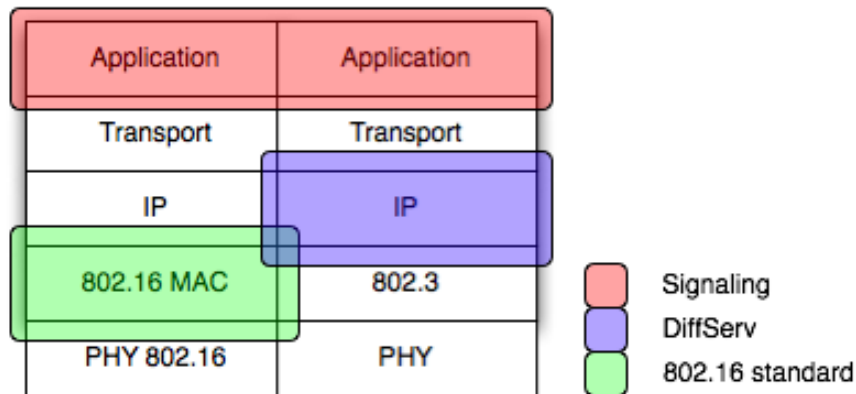 Application Application
Transport Transport
IP IP
802.16 MAC 802.3
PHY 802.16 PHY
Signaling
DiffServ
802.16 standard